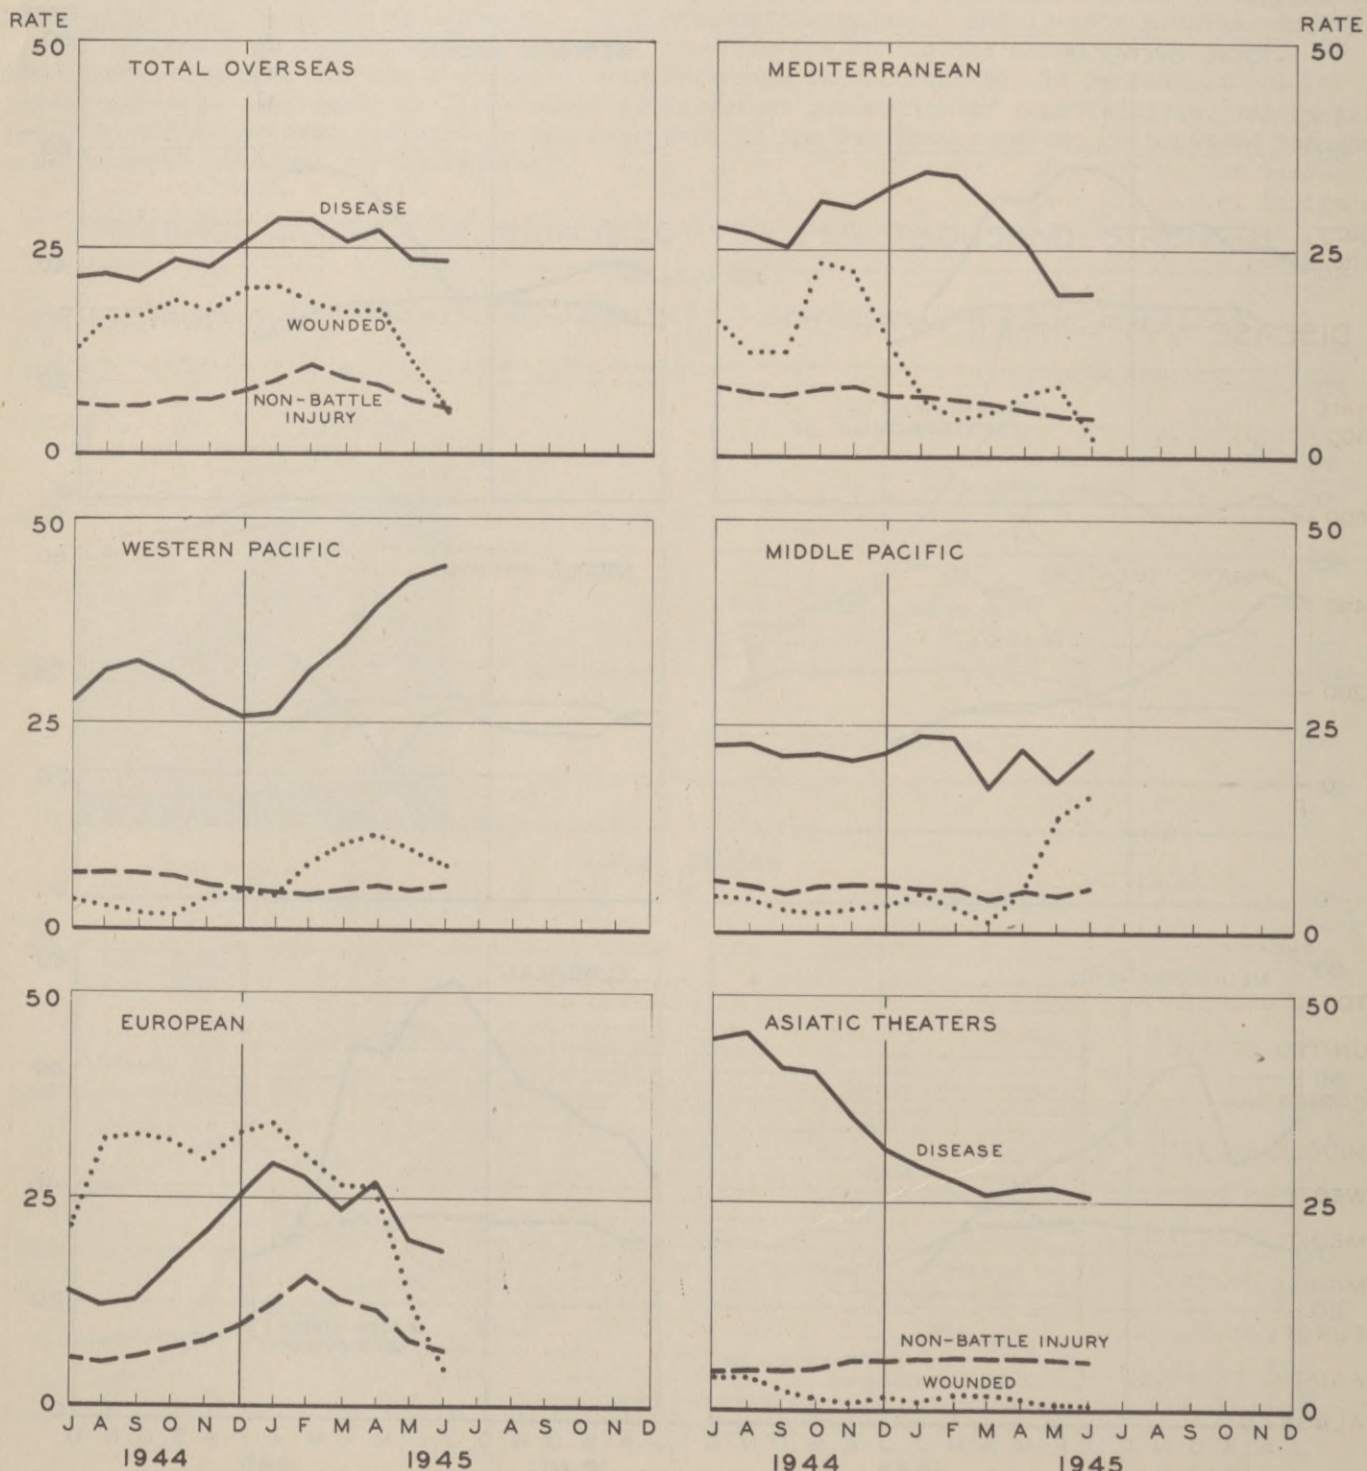 RATE
50
TOTAL OVERSEAS
DISEASE
25
WOUNDED
NON-BATTLE
INJURY
0
RATE
50
MEDITERRANEAN
25
0
50
WESTERN PACIFIC
25
0
50
MIDDLE PACIFIC
25
0
50
EUROPEAN
25
0
J A S O N D J F M A M J J A S O N D
1944 1945
50
ASIATIC THEATERS
DISEASE
25
NON-BATTLE INJURY
WOUNDED
0
J A S O N D J F M A M J J A S O N D
1944 1945